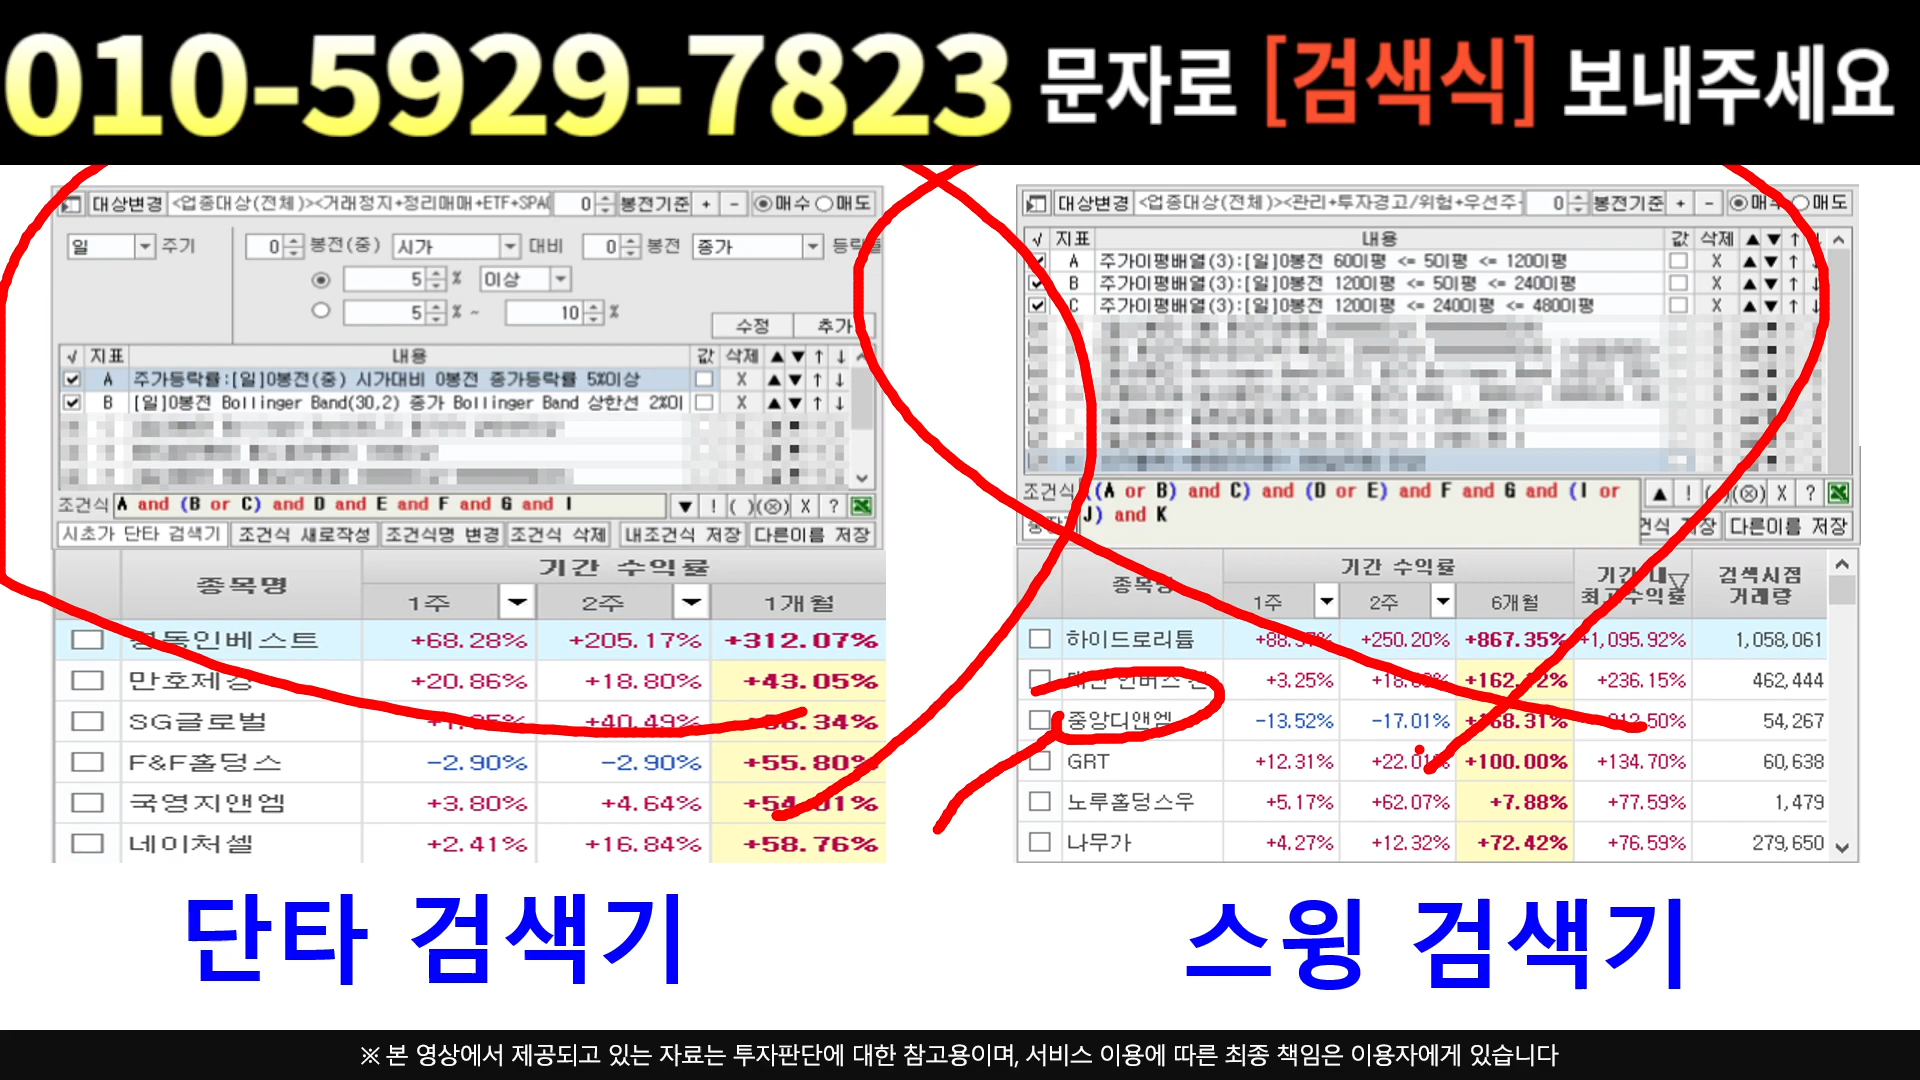 010-5929-7823 문자로 [검색식] 보내주세요
대상변경 <업종대상(전체)><거래정지+정리매매+ETF+SPA 0 봉전기준 + - 매수 매도
일 주기 0 봉전(중) 시가 대비 0 봉전 종가
5 % 이상
5 % ~ 10 %
수정 추가
√ 지표 내용 값 삭제 ▲ ▼ ↑ ↓
A 주가등락률:[일]0봉전(중) 시가대비 0봉전 종가등락률 5%이상 X ▲ ▼ ↑ ↓
B [일]0봉전 Bollinger Band(30,2) 종가 Bollinger Band 상한선 2%이 X ▲ ▼ ↑ ↓
조건식 A and (B or C) and D and E and F and G and I ▼ ! ( ) (⊗) X ?
시초가 단타 검색기 조건식 새로작성 조건식명 변경 조건식 삭제 내조건식 저장 다른이름 저장
종목명 기간 수익률
1주 2주 1개월
+68.28% +205.17% +312.07%
만호제강 +20.86% +18.80% +43.05%
SG글로벌 +40.49%
F&F홀딩스 -2.90% -2.90% +55.80%
국영지앤엠 +3.80% +4.64%
네이처셀 +2.41% +16.84% +58.76%
단타 검색기
대상변경 <업종대상(전체)><관리+투자경고/위험+우선주+ 0 봉전기준 + - 매수 매도
√ 지표 내용 값 삭제 ▲ ▼ ↑
A 주가이평배열(3):[일]0봉전 60이평 <= 5이평 <= 120이평 X ▲ ▼ ↑
B 주가이평배열(3):[일]0봉전 120이평 <= 5이평 <= 240이평 X ▲ ▼ ↑
C 주가이평배열(3):[일]0봉전 120이평 <= 240이평 <= 480이평 X ▲ ▼ ↑
조건식 ((A or B) and C) and (D or E) and F and G and (I or ▲ ! (⊗) X ?
J) and K 저장 다른이름 저장
종목명 기간 수익률 기간 내 최고수익률 검색시점 거래량
1주 2주 6개월
하이드로리튬 +250.20% +867.35% +1,095.92% 1,058,061
+3.25% +236.15% 462,444
중앙디앤엠 -13.52% -17.01% 54,267
GRT +12.31% +100.00% +134.70% 60,638
노루홀딩스우 +5.17% +62.07% +7.88% +77.59% 1,479
나무가 +4.27% +12.32% +72.42% +76.59% 279,650
스윙 검색기
※ 본 영상에서 제공되고 있는 자료는 투자판단에 대한 참고용이며, 서비스 이용에 따른 최종 책임은 이용자에게 있습니다